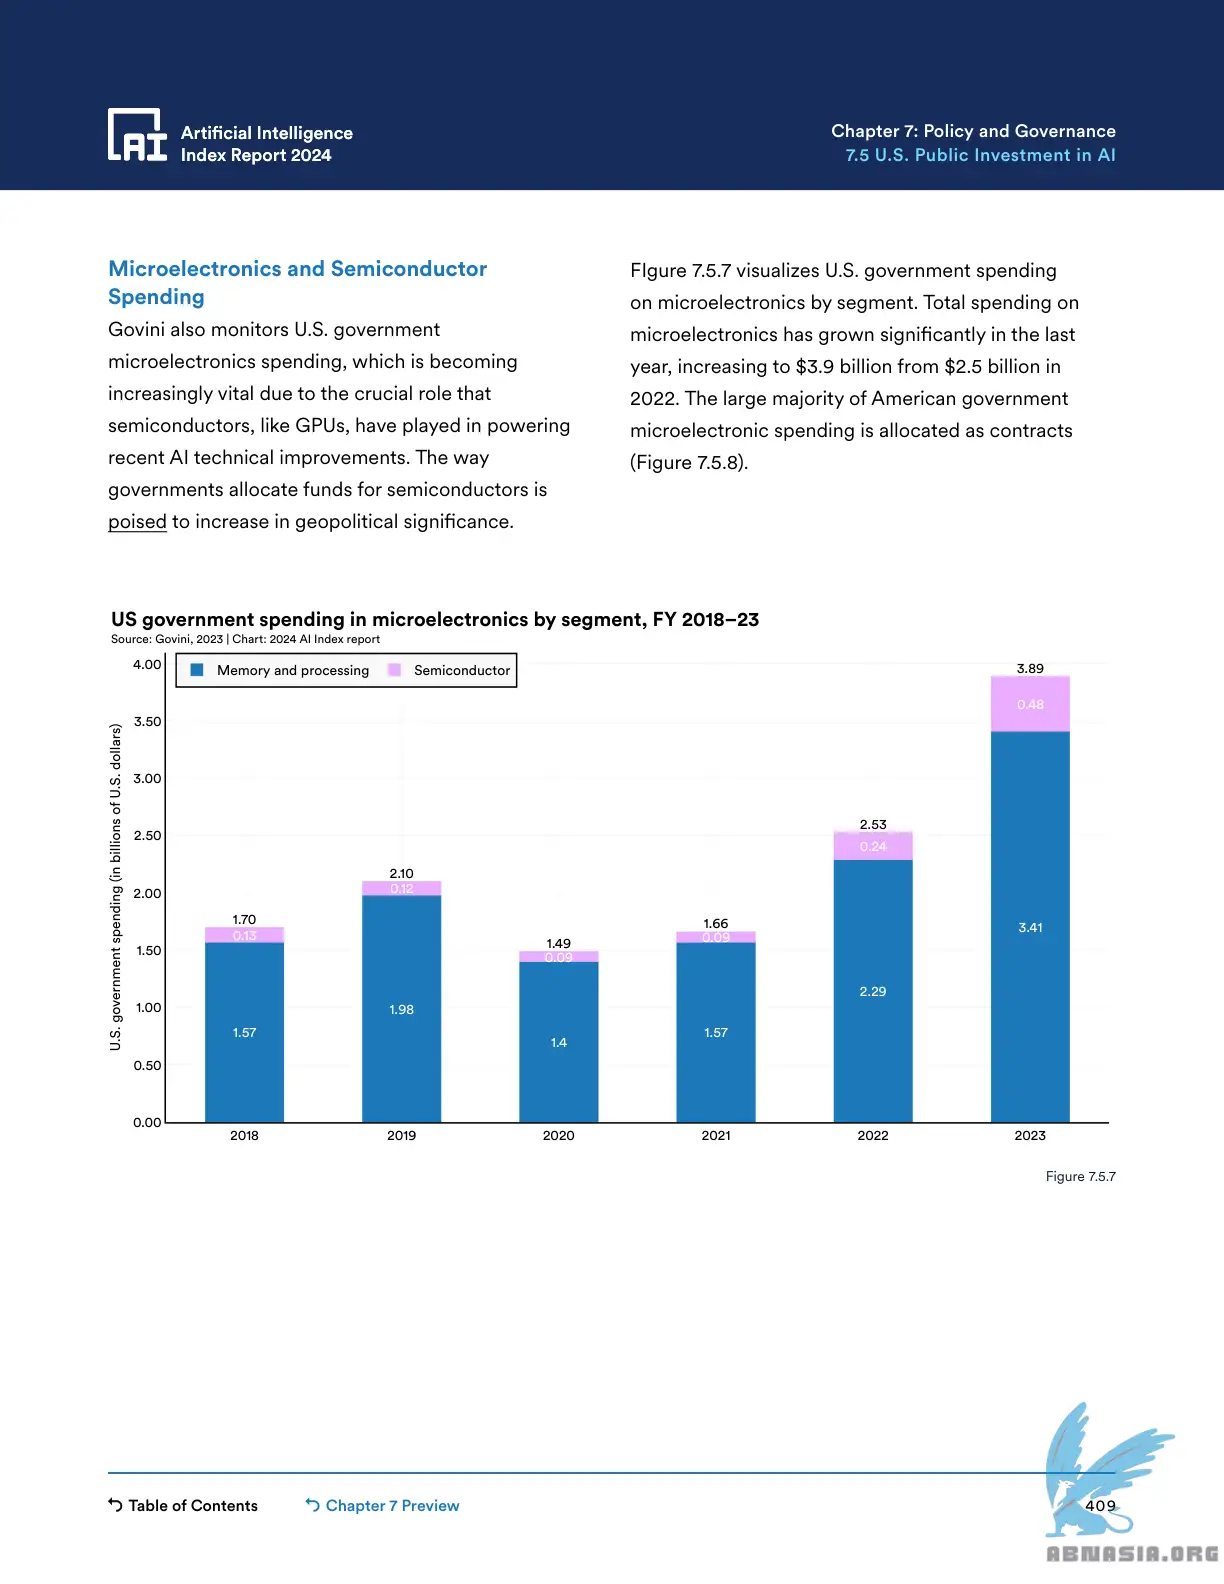 Artificial Intelligence
Index Report 2024
Chapter 7: Policy and Governance
7.5 U.S. Public Investment in AI
Microelectronics and Semiconductor
Spending
Govini also monitors U.S. government
microelectronics spending, which is becoming
increasingly vital due to the crucial role that
semiconductors, like GPUs, have played in powering
recent AI technical improvements. The way
governments allocate funds for semiconductors is
poised to increase in geopolitical significance.
FIgure 7.5.7 visualizes U.S. government spending
on microelectronics by segment. Total spending on
microelectronics has grown significantly in the last
year, increasing to $3.9 billion from $2.5 billion in
2022. The large majority of American government
microelectronic spending is allocated as contracts
(Figure 7.5.8).
US government spending in microelectronics by segment, FY 2018–23
Source: Govini, 2023 | Chart: 2024 AI Index report
Memory and processing
Semiconductor
U.S. government spending (in billions of U.S. dollars)
4.00
3.50
3.00
2.50
2.00
1.50
1.00
0.50
0.00
1.70
0.13
1.57
2.10
0.12
1.98
1.49
0.09
1.4
1.66
0.09
1.57
2.53
0.24
2.29
3.89
0.48
3.41
2018
2019
2020
2021
2022
2023
Figure 7.5.7
Table of Contents
Chapter 7 Preview
409
ABNASIA.ORG